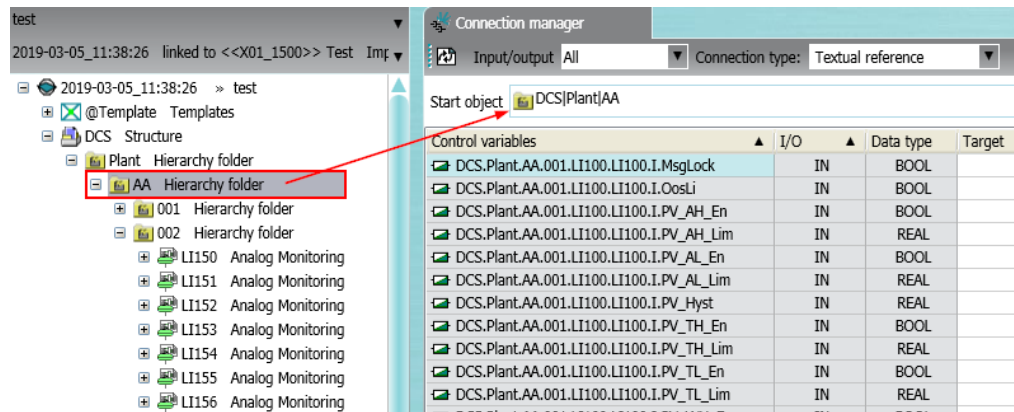 test
2019-03-05_11:38:26 linked to <<X01_1500>> Test Imp
2019-03-05_11:38:26 » test
@Template Templates
DCS Structure
Plant Hierarchy folder
AA Hierarchy folder
001 Hierarchy folder
002 Hierarchy folder
LI150 Analog Monitoring
LI151 Analog Monitoring
LI152 Analog Monitoring
LI153 Analog Monitoring
LI154 Analog Monitoring
LI155 Analog Monitoring
LI156 Analog Monitoring
Connection manager
Input/output All Connection type: Textual reference
Start object DCS|Plant|AA
Control variables I/O Data type Target
DCS.Plant.AA.001.LI100.LI100.I.MsgLock IN BOOL
DCS.Plant.AA.001.LI100.LI100.I.OosLi IN BOOL
DCS.Plant.AA.001.LI100.LI100.I.PV_AH_En IN BOOL
DCS.Plant.AA.001.LI100.LI100.I.PV_AH_Lim IN REAL
DCS.Plant.AA.001.LI100.LI100.I.PV_AL_En IN BOOL
DCS.Plant.AA.001.LI100.LI100.I.PV_AL_Lim IN REAL
DCS.Plant.AA.001.LI100.LI100.I.PV_Hyst IN REAL
DCS.Plant.AA.001.LI100.LI100.I.PV_TH_En IN BOOL
DCS.Plant.AA.001.LI100.LI100.I.PV_TH_Lim IN REAL
DCS.Plant.AA.001.LI100.LI100.I.PV_TL_En IN BOOL
DCS.Plant.AA.001.LI100.LI100.I.PV_TL_Lim IN REAL